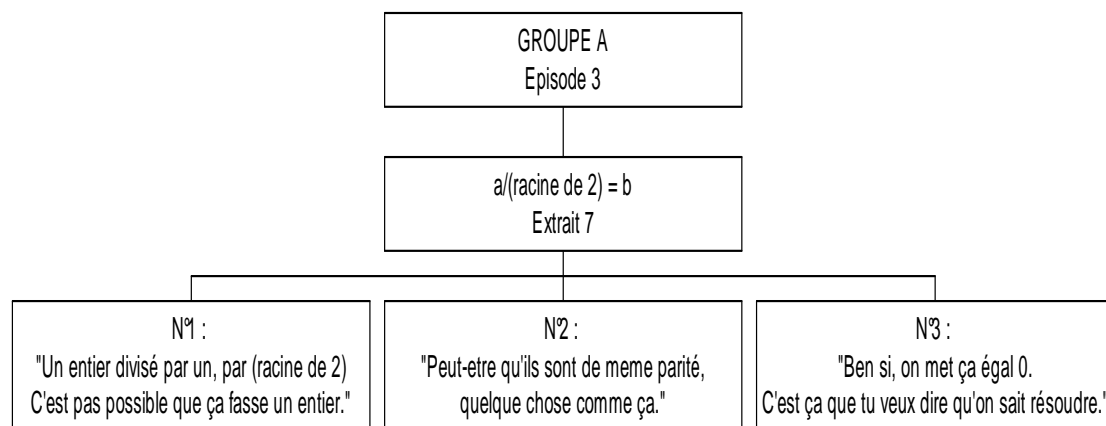 GROUPE A
Episode 3
a/(racine de 2) = b
Extrait 7
N°1 :
"Un entier divisé par un, par (racine de 2)
C'est pas possible que ça fasse un entier."
N°2 :
"Peut-etre qu'ils sont de meme parité,
quelque chose comme ça."
N°3 :
"Ben si, on met ça égal 0.
C'est ça que tu veux dire qu'on sait résoudre."